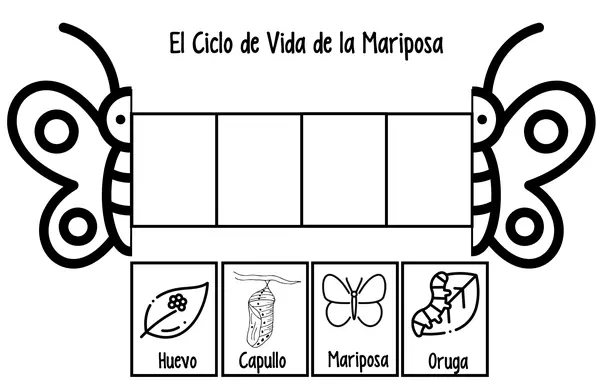 El Ciclo de Vida de la Mariposa
Huevo
Capullo
Mariposa
Oruga